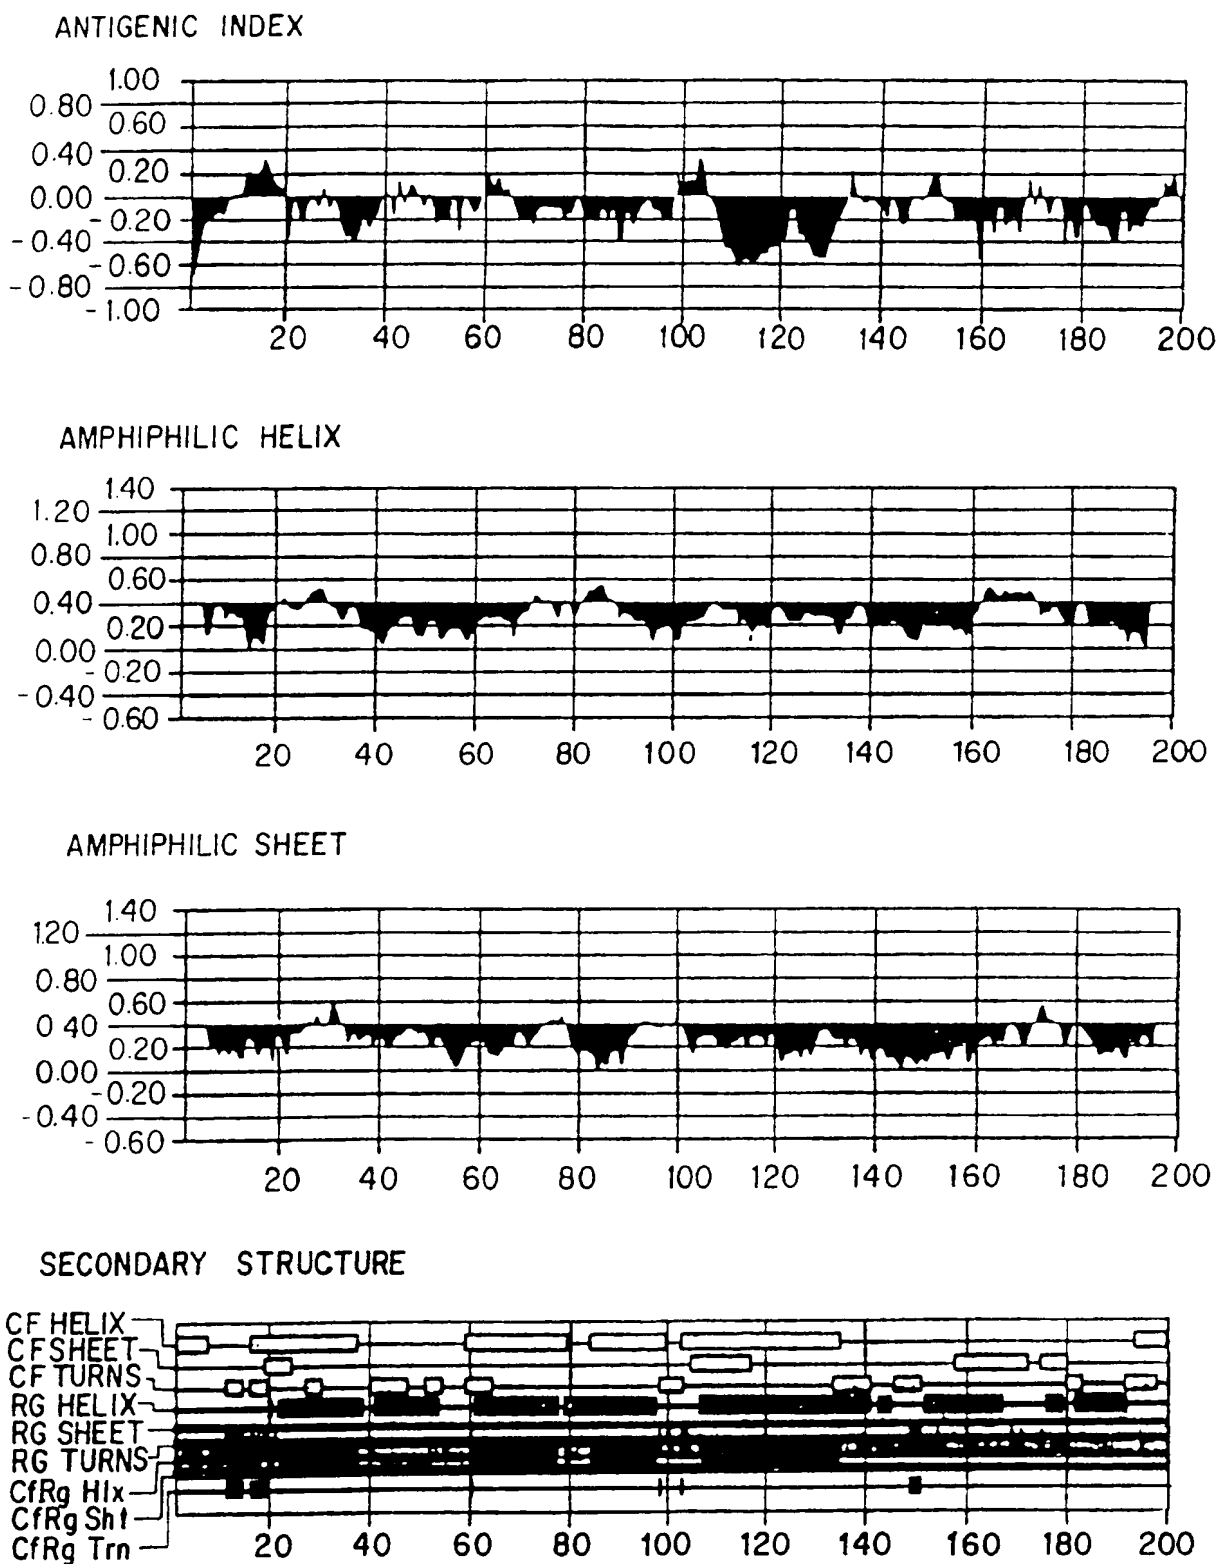 ANTIGENIC INDEX
1.00
0.80
0.60
0.40
0.20
0.00
-0.20
-0.40
-0.60
-0.80
-1.00
20 40 60 80 100 120 140 160 180 200
AMPHIPHILIC HELIX
1.40
1.20
1.00
0.80
0.60
0.40
0.20
0.00
-0.20
-0.40
-0.60
20 40 60 80 100 120 140 160 180 200
AMPHIPHILIC SHEET
1.40
120
1.00
0.80
0.60
0 40
0.20
0.00
-0.20
-0.40
-0.60
20 40 60 80 100 120 140 160 180 200
SECONDARY STRUCTURE
CF HELIX
CF SHEET
CF TURNS
RG HELIX
RG SHEET
RG TURNS
CfRg Hlx
CfRg Sht
CfRg Trn
20 40 60 80 100 120 140 160 180 200